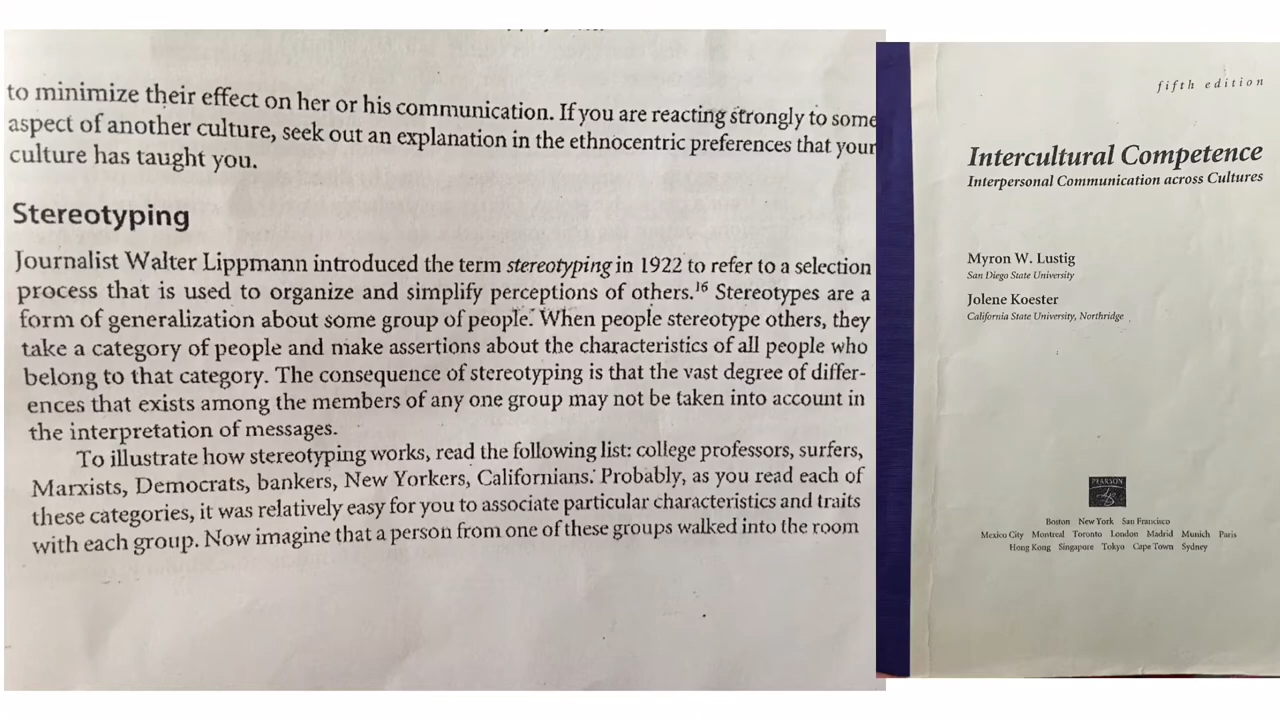 to minimize their effect on her or his communication. If you are reacting strongly to some
aspect of another culture, seek out an explanation in the ethnocentric preferences that your
culture has taught you.
Stereotyping
Journalist Walter Lippmann introduced the term stereotyping in 1922 to refer to a selection
process that is used to organize and simplify perceptions of others.16 Stereotypes are a
form of generalization about some group of people. When people stereotype others, they
take a category of people and make assertions about the characteristics of all people who
belong to that category. The consequence of stereotyping is that the vast degree of differ-
ences that exists among the members of any one group may not be taken into account in
the interpretation of messages.
To illustrate how stereotyping works, read the following list: college professors, surfers,
Marxists, Democrats, bankers, New Yorkers, Californians. Probably, as you read each of
these categories, it was relatively easy for you to associate particular characteristics and traits
with each group. Now imagine that a person from one of these groups walked into the room
fifth edition
Intercultural Competence
Interpersonal Communication across Cultures
Myron W. Lustig
San Diego State University
Jolene Koester
California State University, Northridge
PEARSON
Boston New York San Francisco
Mexico City Montreal Toronto London Madrid Munich Paris
Hong Kong Singapore Tokyo Cape Town Sydney